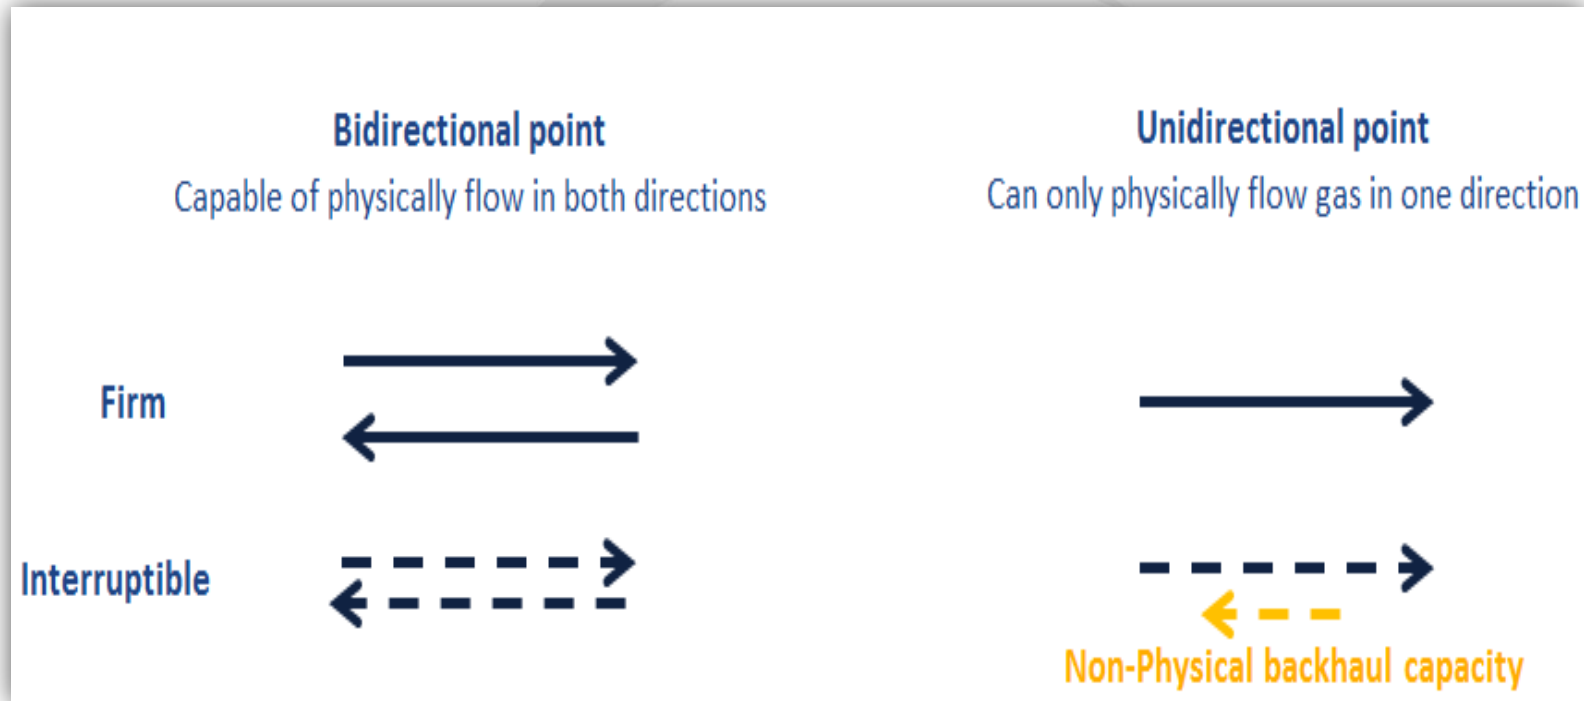 Bidirectional point
Capable of physically flow in both directions
Unidirectional point
Can only physically flow gas in one direction
Firm
Interruptible
Non-Physical backhaul capacity